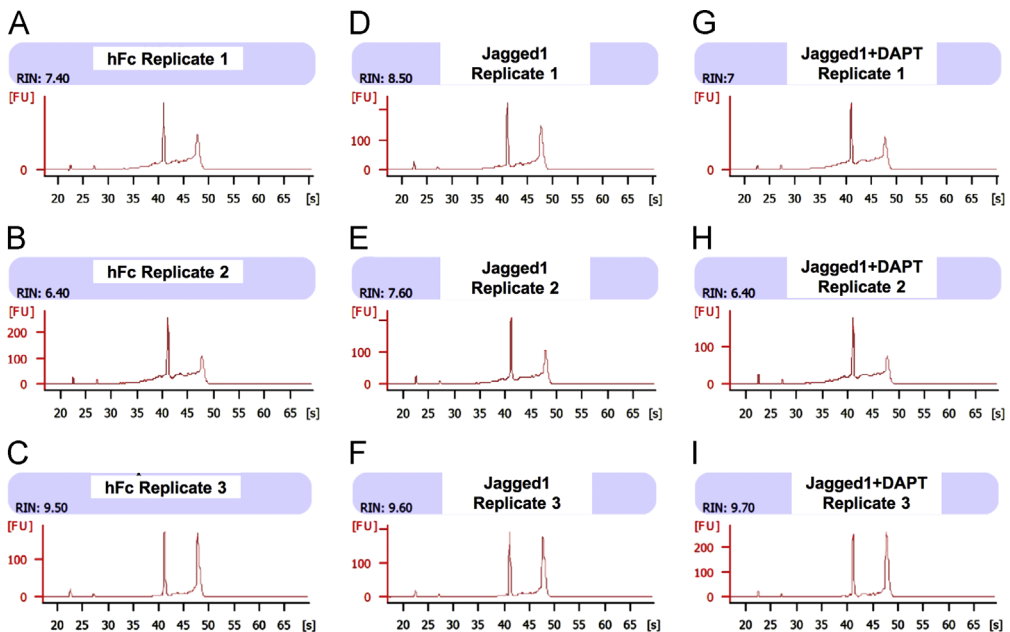 A
hFc Replicate 1
RIN: 7.40
[FU]
0
20 25 30 35 40 45 50 55 60 65 [s]
D
Jagged1
Replicate 1
RIN: 8.50
[FU]
100
0
20 25 30 35 40 45 50 55 60 65 [s]
G
Jagged1+DAPT
Replicate 1
RIN:7
[FU]
0
20 25 30 35 40 45 50 55 60 65 [s]
B
hFc Replicate 2
RIN: 6.40
[FU]
200
100
0
20 25 30 35 40 45 50 55 60 65 [s]
E
Jagged1
Replicate 2
RIN: 7.60
[FU]
100
0
20 25 30 35 40 45 50 55 60 65 [s]
H
Jagged1+DAPT
Replicate 2
RIN: 6.40
[FU]
100
0
20 25 30 35 40 45 50 55 60 65 [s]
C
hFc Replicate 3
RIN: 9.50
[FU]
100
0
20 25 30 35 40 45 50 55 60 65 [s]
F
Jagged1
Replicate 3
RIN: 9.60
[FU]
100
0
20 25 30 35 40 45 50 55 60 65 [s]
I
Jagged1+DAPT
Replicate 3
RIN: 9.70
[FU]
200
100
0
20 25 30 35 40 45 50 55 60 65 [s]